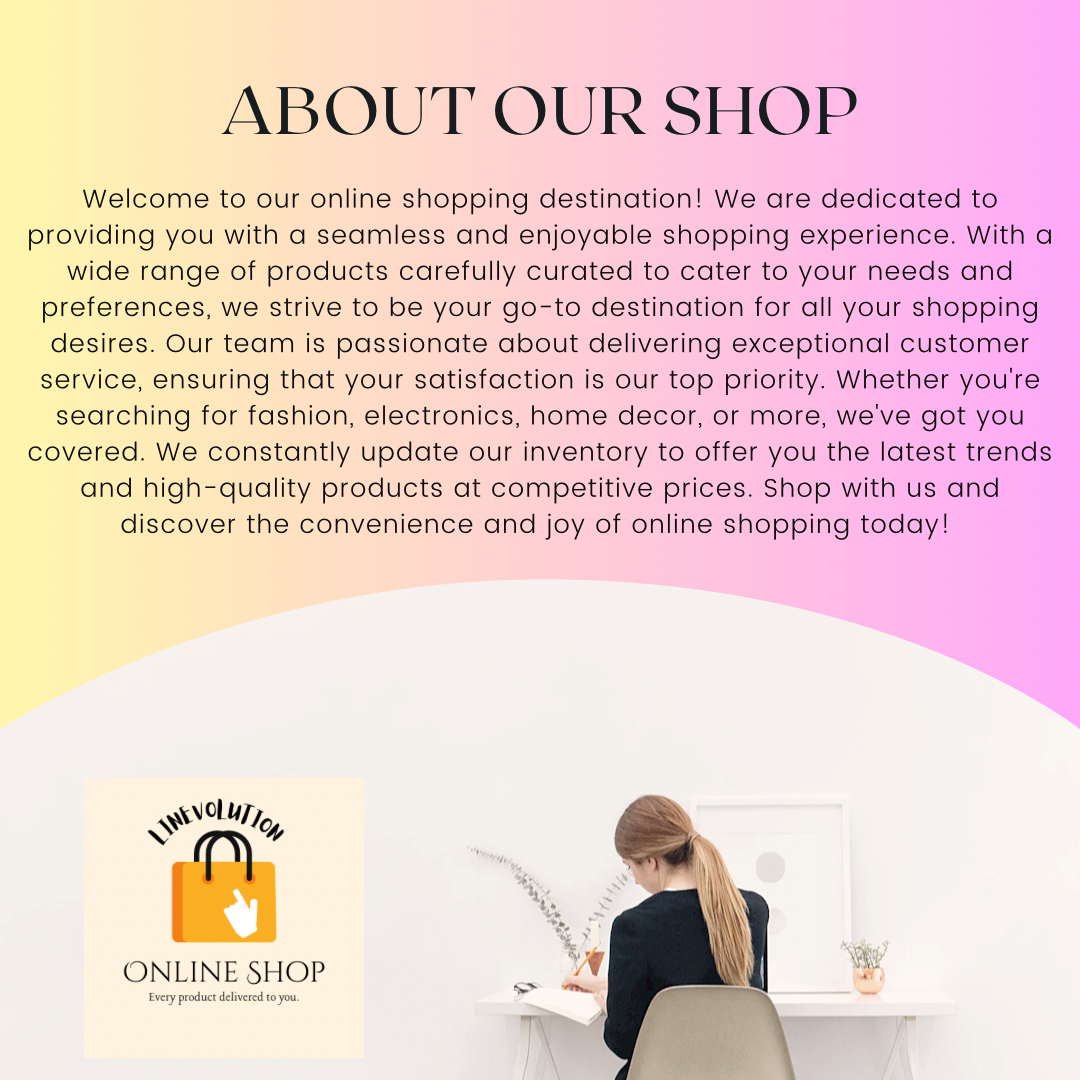 ABOUT OUR SHOP
Welcome to our online shopping destination! We are dedicated to
providing you with a seamless and enjoyable shopping experience. With a
wide range of products carefully curated to cater to your needs and
preferences, we strive to be your go-to destination for all your shopping
desires. Our team is passionate about delivering exceptional customer
service, ensuring that your satisfaction is our top priority. Whether you're
searching for fashion, electronics, home decor, or more, we've got you
covered. We constantly update our inventory to offer you the latest trends
and high-quality products at competitive prices. Shop with us and
discover the convenience and joy of online shopping today!
LINEVOLUTION
ONLINE SHOP
Every product delivered to you.